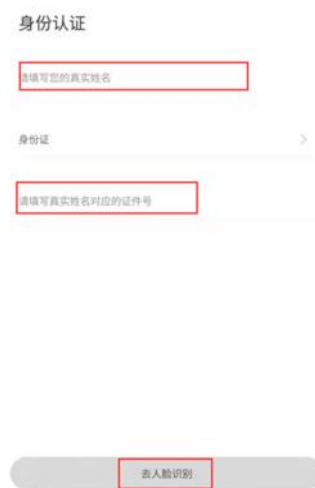 身份认证
请填写您的真实姓名
身份证
请填写真实姓名对应的证件号
去人脸识别